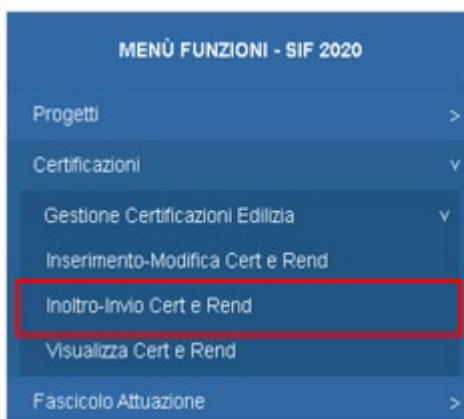 MENÙ FUNZIONI - SIF 2020
Progetti >
Certificazioni v
Gestione Certificazioni Edilizia v
Inserimento-Modifica Cert e Rend
Inoltro-Invio Cert e Rend
Visualizza Cert e Rend
Fascicolo Attuazione >